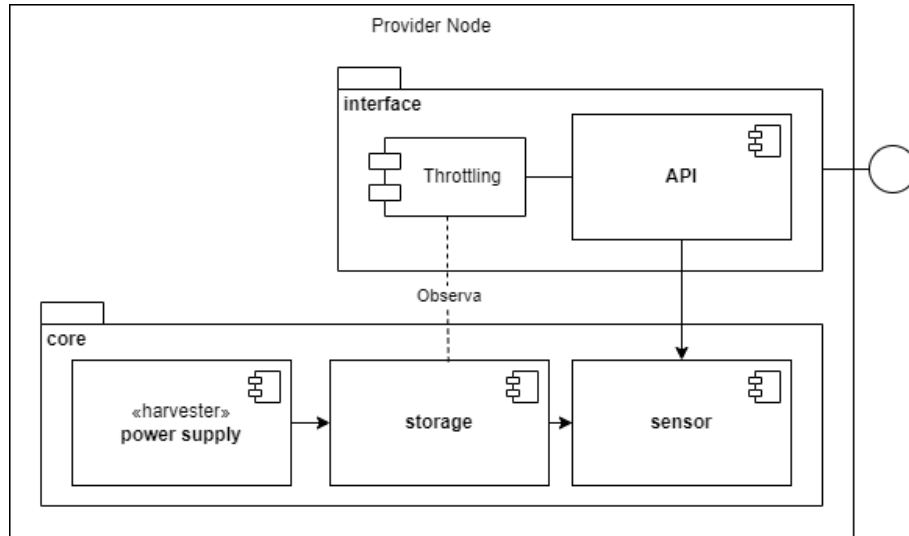 Provider Node
interface
Throttling
API
Observa
core
«harvester»
power supply
storage
sensor